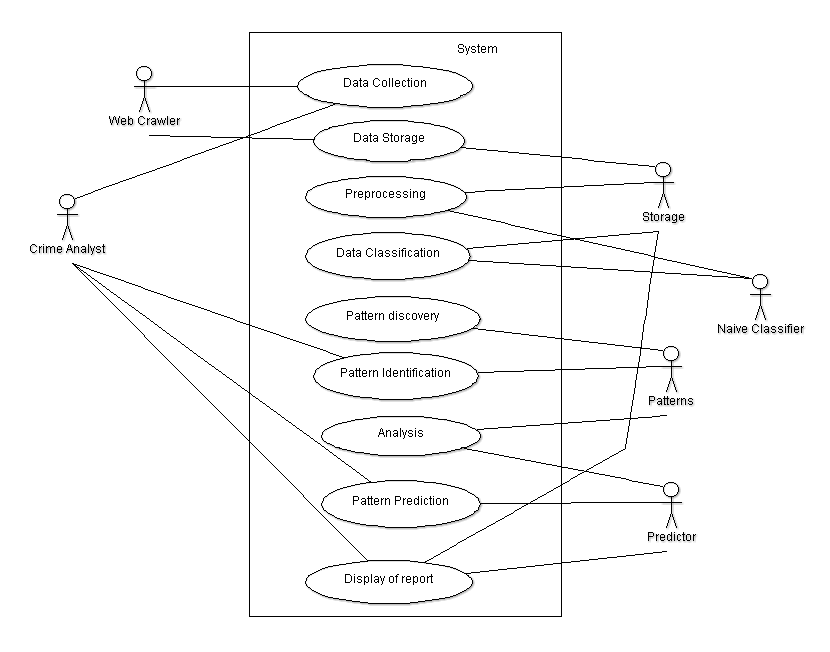 System
Data Collection
Web Crawler
Data Storage
Preprocessing
Storage
Crime Analyst
Data Classification
Pattern discovery
Naive Classifier
Pattern Identification
Patterns
Analysis
Pattern Prediction
Predictor
Display of report